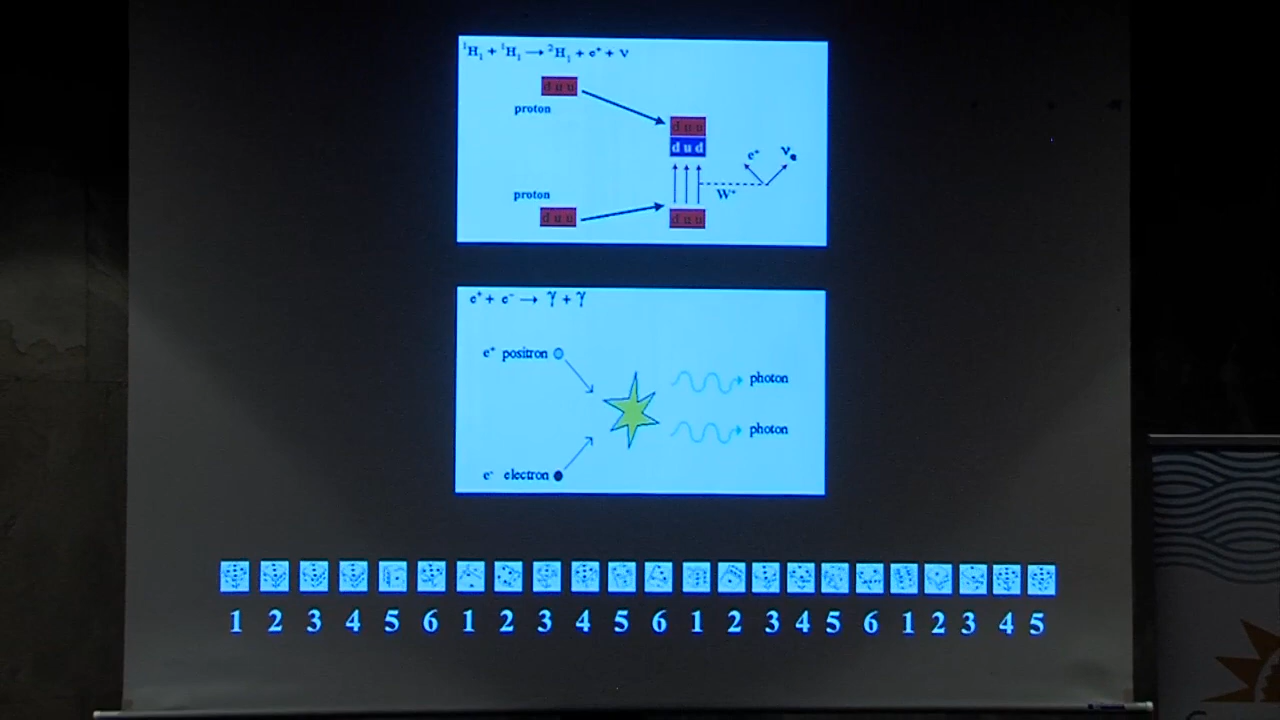 ¹H₁ + ¹H₁ → ²H₁ + e⁺ + ν
d u u
proton
d u u
d u d
e⁺ νₑ
W⁺
proton
d u u
d u u
e⁺ + e⁻ → γ + γ
e⁺ positron
photon
photon
e⁻ electron
1 2 3 4 5 6 1 2 3 4 5 6 1 2 3 4 5 6 1 2 3 4 5